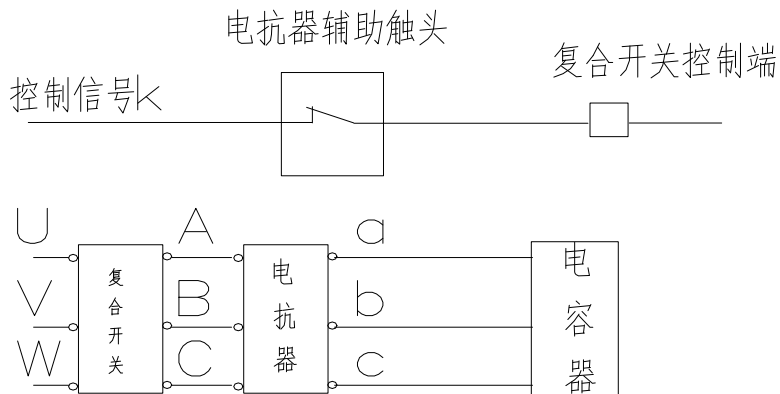 电抗器辅助触头
复合开关控制端
控制信号K
U A a
V B b
W C c
复合开关
电抗器
电容器